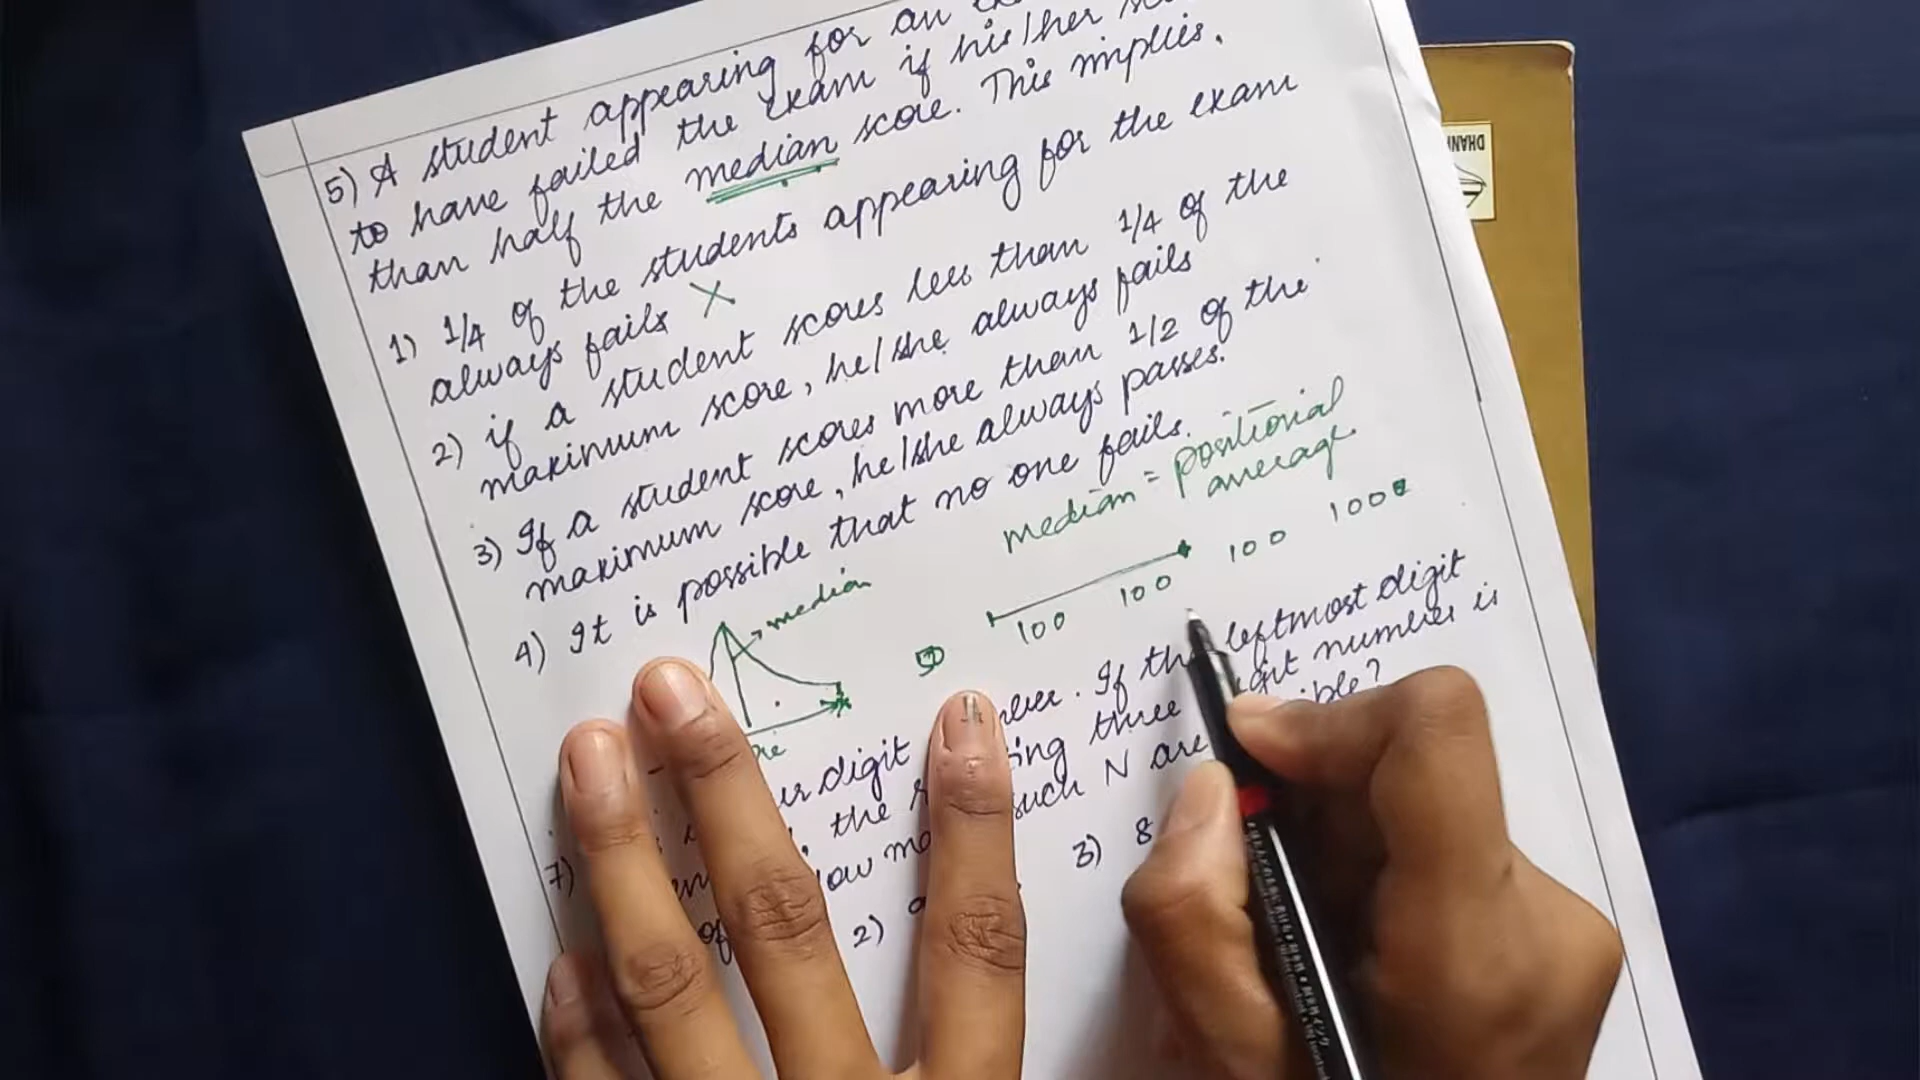 5) A student appearing for an
to have failed the exam if his/her
than half the median score. This implies.
1) 1/4 of the students appearing for the exam
always fails X
2) if a student scores less than 1/4 of the
maximum score, he/she always fails
3) If a student scores more than 1/2 of the
maximum score, he/she always passes.
4) It is possible that no one fails.
median = positional
average
median
100 100 100 100
7) digit If the leftmost digit
the three number is
of such N are
2) 3) 8
DHAN